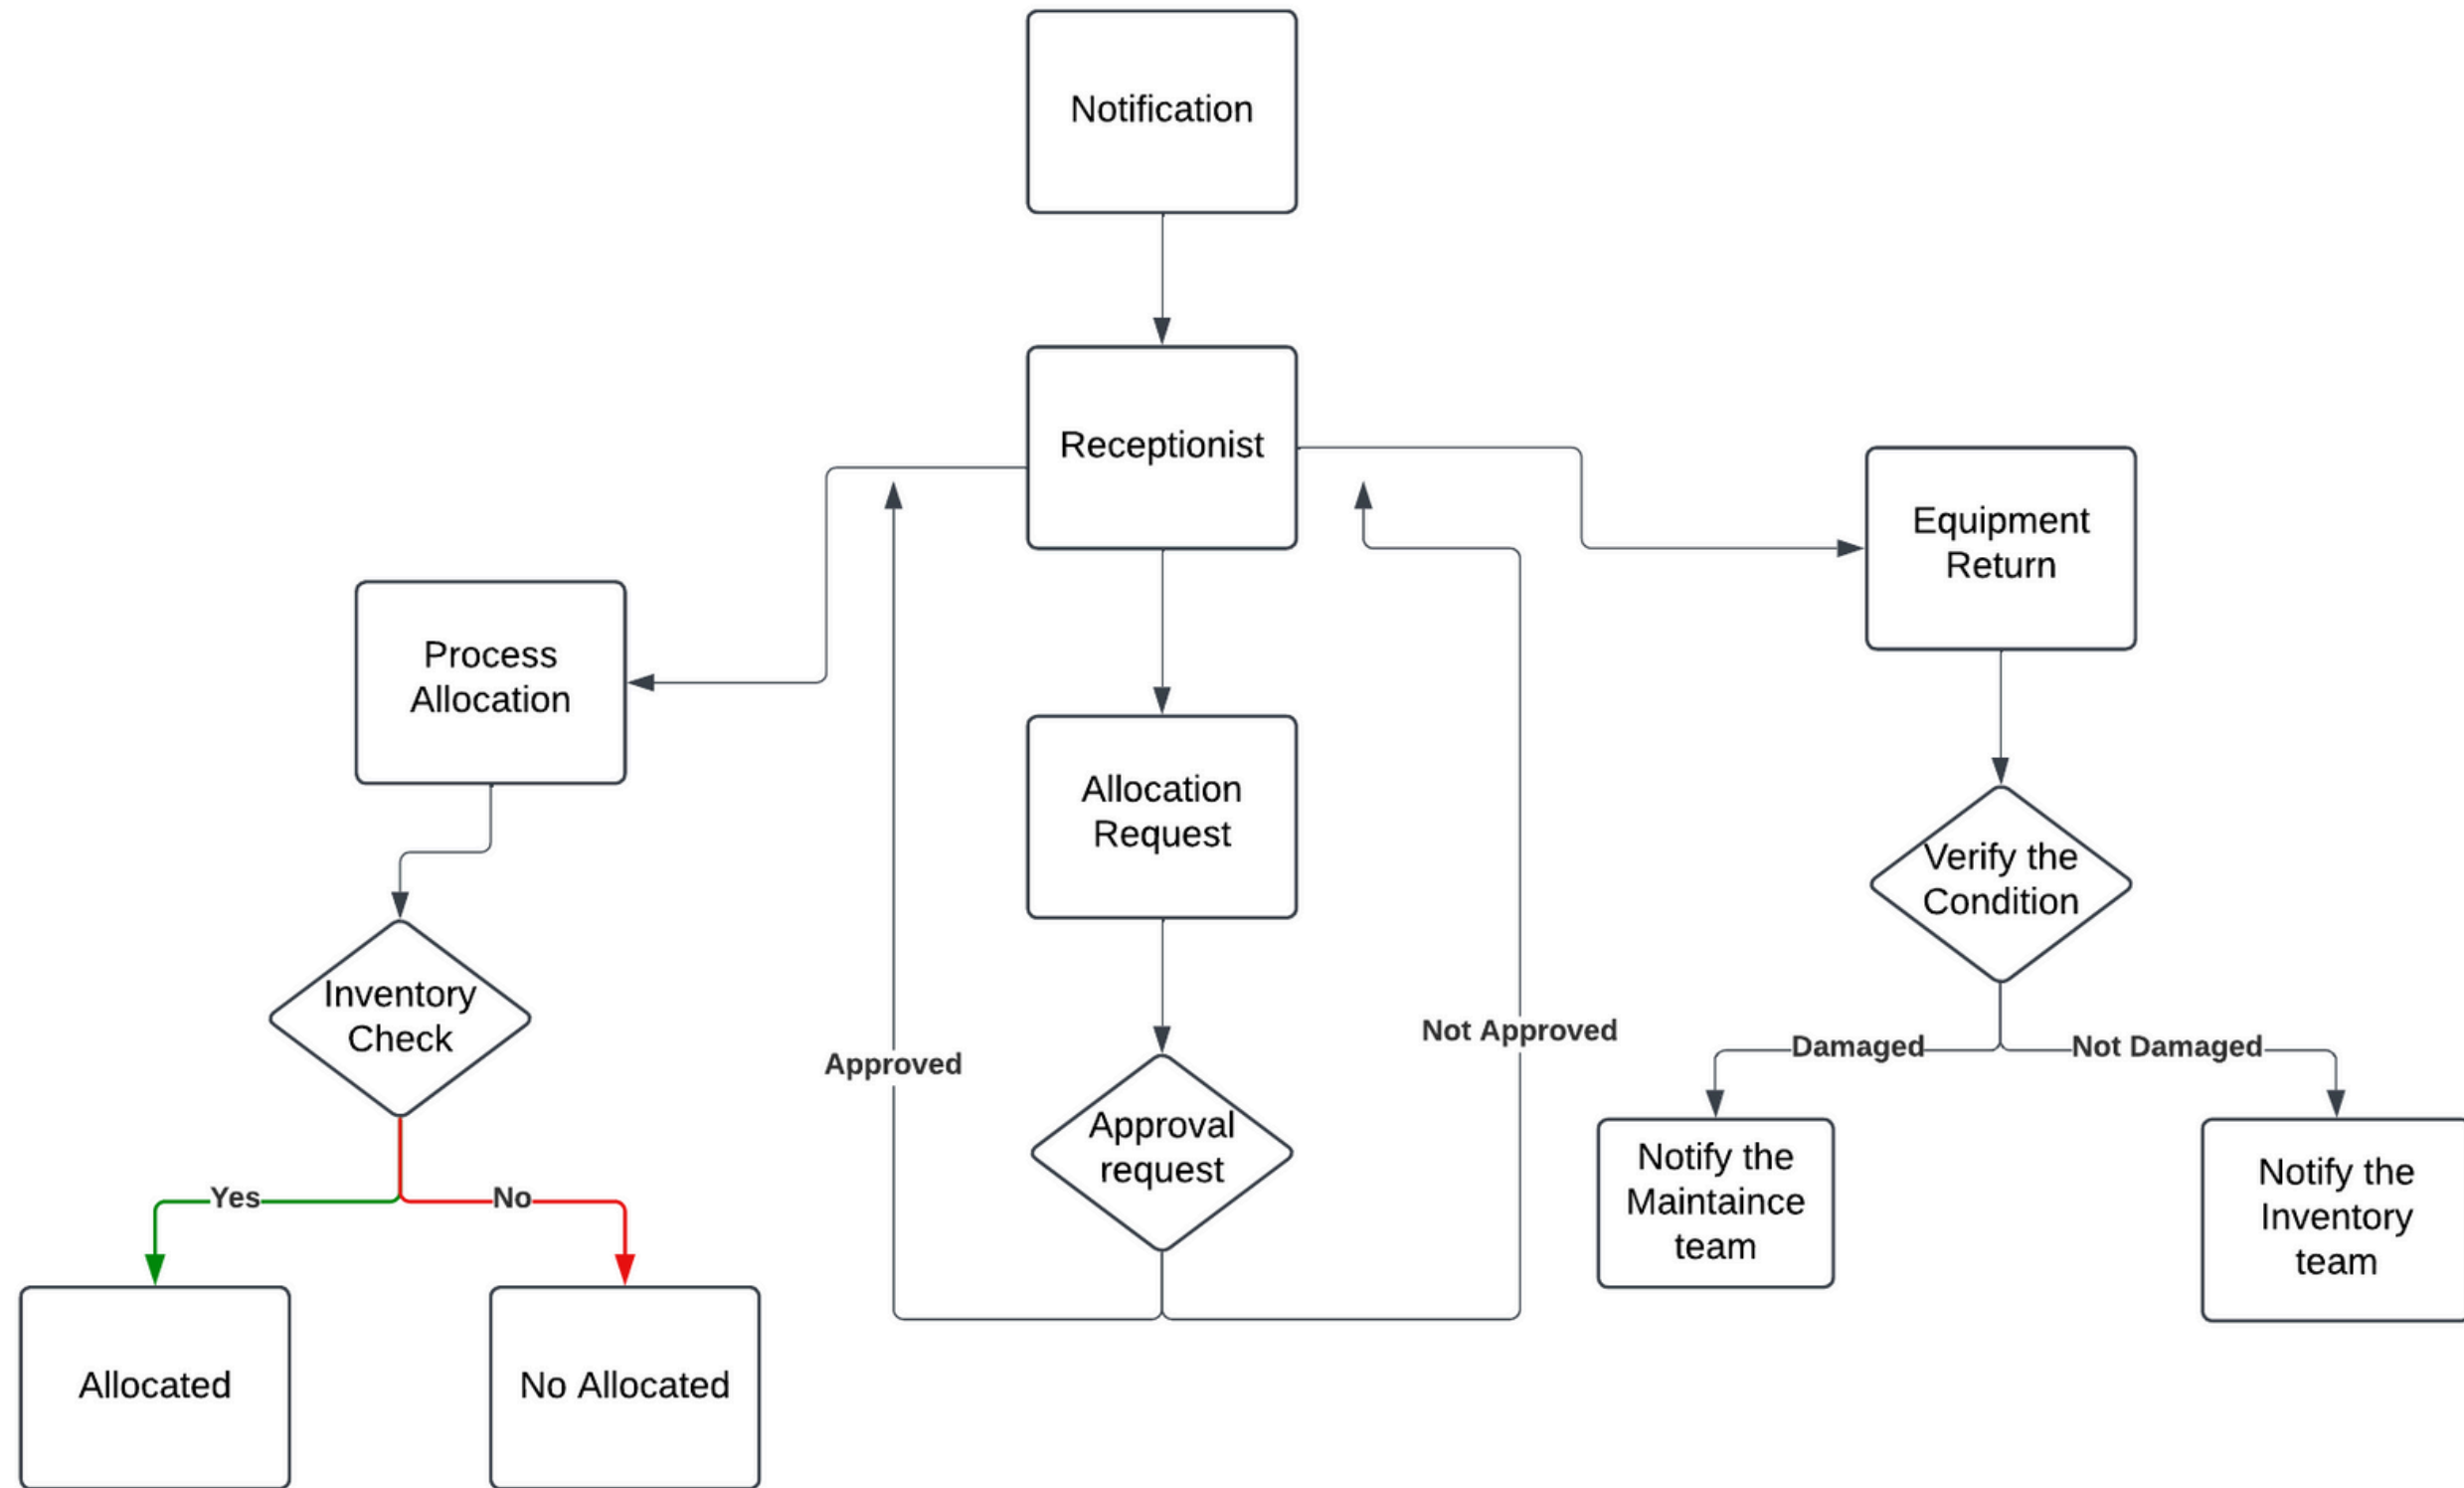 Notification
Receptionist
Equipment
Return
Process
Allocation
Allocation
Request
Verify the
Condition
Inventory
Check
Not Approved
Approved
Damaged
Not Damaged
Approval
request
Notify the
Maintaince
team
Notify the
Inventory
team
Yes
No
Allocated
No Allocated